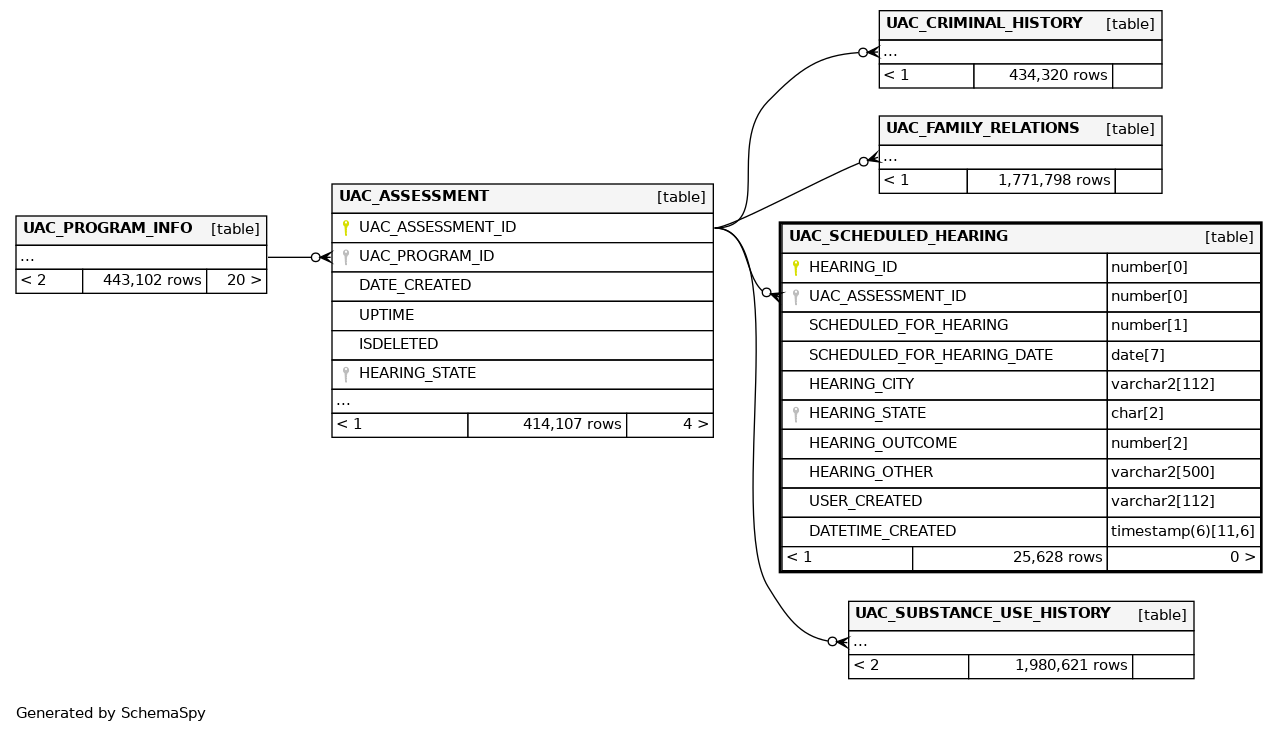 UAC_CRIMINAL_HISTORY [table]
...
< 1 434,320 rows
UAC_FAMILY_RELATIONS [table]
...
< 1 1,771,798 rows
UAC_PROGRAM_INFO [table]
...
< 2 443,102 rows 20 >
UAC_ASSESSMENT [table]
UAC_ASSESSMENT_ID
UAC_PROGRAM_ID
DATE_CREATED
UPTIME
ISDELETED
HEARING_STATE
...
< 1 414,107 rows 4 >
UAC_SCHEDULED_HEARING [table]
HEARING_ID number[0]
UAC_ASSESSMENT_ID number[0]
SCHEDULED_FOR_HEARING number[1]
SCHEDULED_FOR_HEARING_DATE date[7]
HEARING_CITY varchar2[112]
HEARING_STATE char[2]
HEARING_OUTCOME number[2]
HEARING_OTHER varchar2[500]
USER_CREATED varchar2[112]
DATETIME_CREATED timestamp(6)[11,6]
< 1 25,628 rows 0 >
UAC_SUBSTANCE_USE_HISTORY [table]
...
< 2 1,980,621 rows
Generated by SchemaSpy